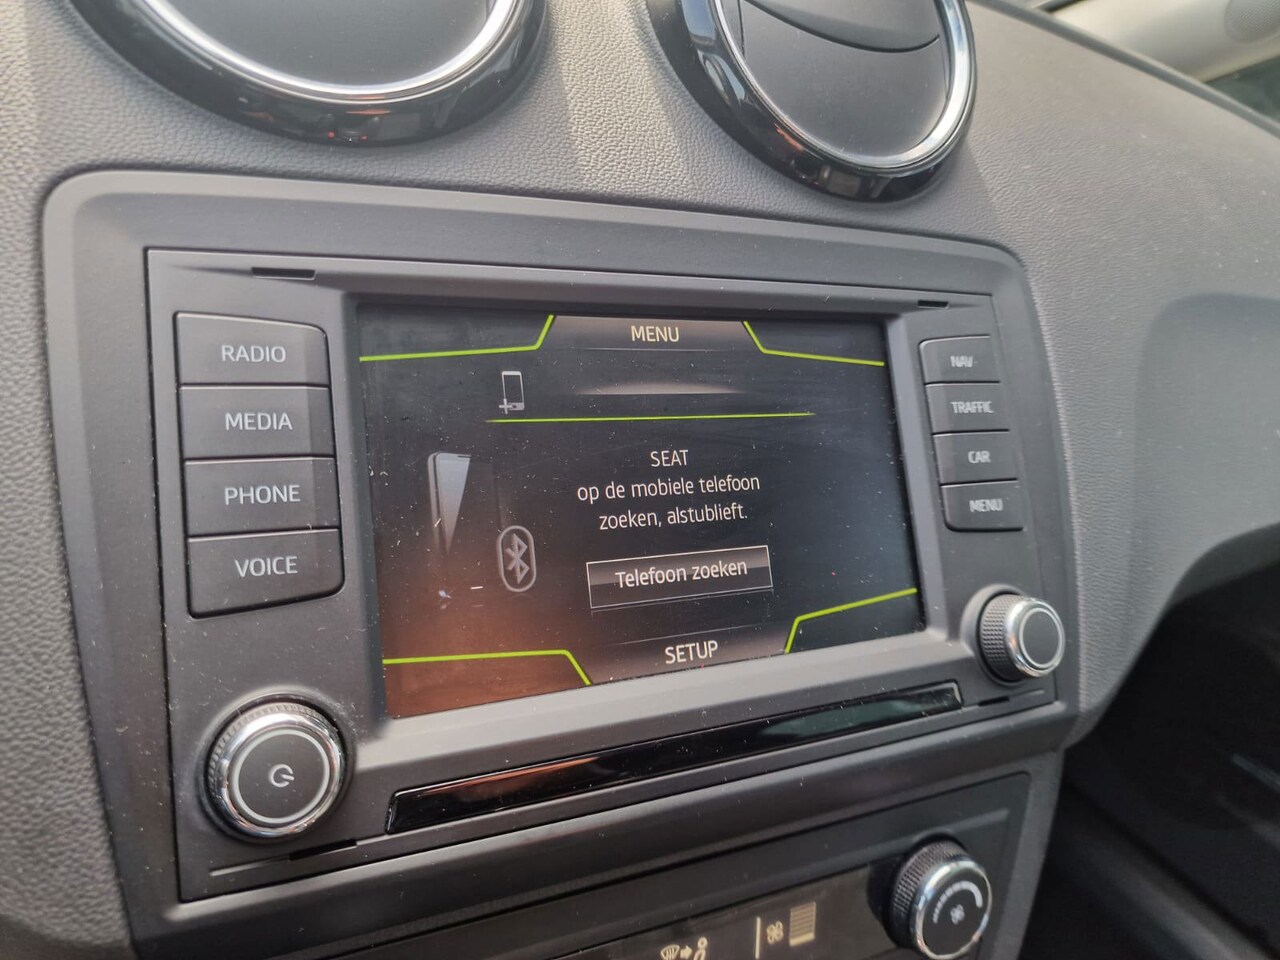 MENU
RADIO
MEDIA
PHONE
VOICE
SEAT
op de mobiele telefoon
zoeken, alstublieft.
Telefoon zoeken
SETUP
NAV
TRAFFIC
CAR
MENU